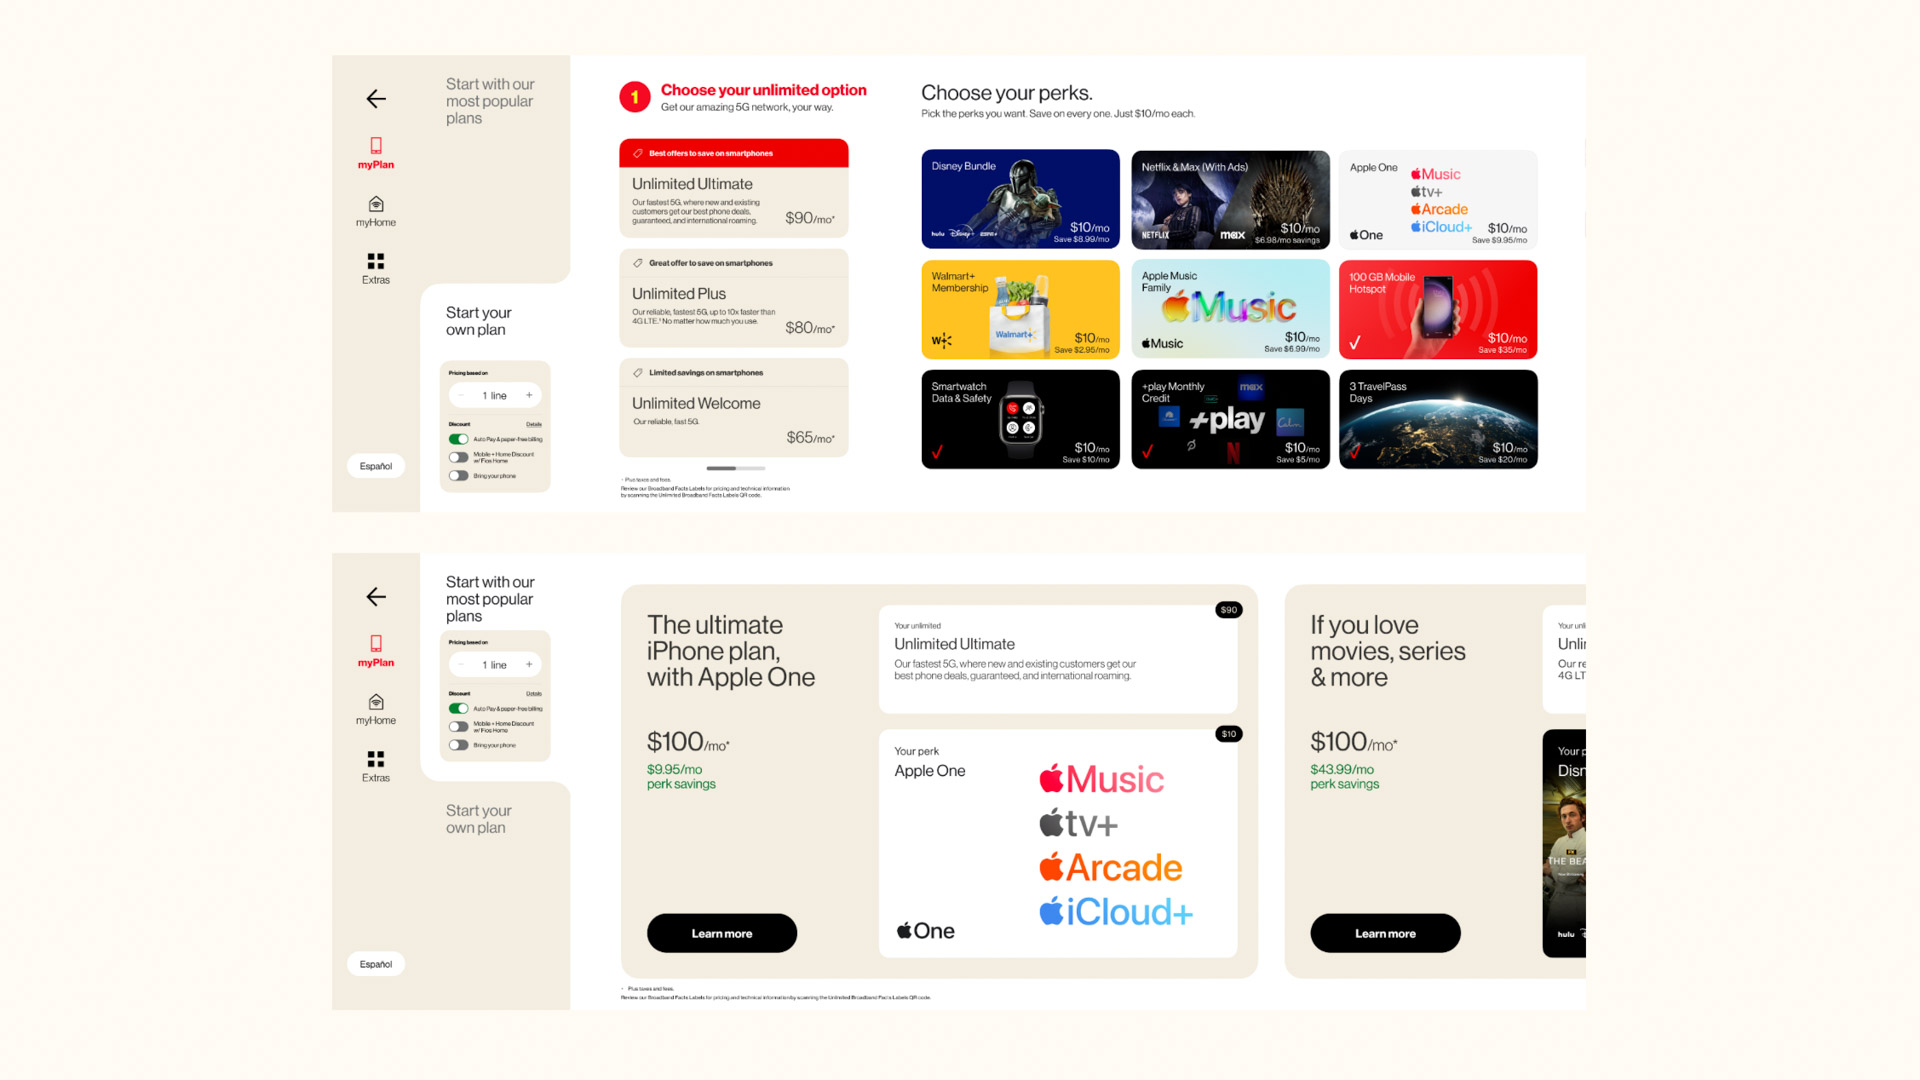 Start with our
most popular
plans
myPlan
myHome
Extras
Español
Start your
own plan
Pricing based on
− 1 line +
Discount Details
Auto Pay & paper-free billing
Mobile + Home Discount
w/ Fios Home
Bring your phone
1
Choose your unlimited option
Get our amazing 5G network, your way.
Best offers to save on smartphones
Unlimited Ultimate
Our fastest 5G, where new and existing
customers get our best phone deals,
guaranteed, and international roaming.
$90/mo*
Great offer to save on smartphones
Unlimited Plus
Our reliable, fastest 5G, up to 10x faster than
4G LTE.¹ No matter how much you use.
$80/mo*
Limited savings on smartphones
Unlimited Welcome
Our reliable, fast 5G.
$65/mo*
Plus taxes and fees.
Review our Broadband Facts Labels for pricing and technical information
by scanning the Unlimited Broadband Facts Labels QR code.
Choose your perks.
Pick the perks you want. Save on every one. Just $10/mo each.
Disney Bundle
hulu Disney+ ESPN+
$10/mo
Save $8.99/mo
Netflix & Max (With Ads)
NETFLIX max
$10/mo
$6.98/mo savings
Apple One
Music
tv+
Arcade
iCloud+
One
$10/mo
Save $9.95/mo
Walmart+
Membership
Walmart+
W+
$10/mo
Save $2.95/mo
Apple Music
Family
Music
Music
$10/mo
Save $6.99/mo
100 GB Mobile
Hotspot
$10/mo
Save $35/mo
Smartwatch
Data & Safety
$10/mo
Save $10/mo
+play Monthly
Credit
max
+play
Calm
N
$10/mo
Save $5/mo
3 TravelPass
Days
$10/mo
Save $20/mo
Start with our
most popular
plans
Pricing based on
− 1 line +
Discount Details
Auto Pay & paper-free billing
Mobile + Home Discount
w/ Fios Home
Bring your phone
myPlan
myHome
Extras
Español
Start your
own plan
The ultimate
iPhone plan,
with Apple One
$100/mo*
$9.95/mo
perk savings
Learn more
$90
Your unlimited
Unlimited Ultimate
Our fastest 5G, where new and existing customers get our
best phone deals, guaranteed, and international roaming.
$10
Your perk
Apple One
Music
tv+
Arcade
iCloud+
One
If you love
movies, series
& more
$100/mo*
$43.99/mo
perk savings
Learn more
Your unli
Unlir
Our re
4G LT
Your p
Disn
FX
THE BEA
hulu
Plus taxes and fees.
Review our Broadband Facts Labels for pricing and technical information by scanning the Unlimited Broadband Facts Labels QR code.